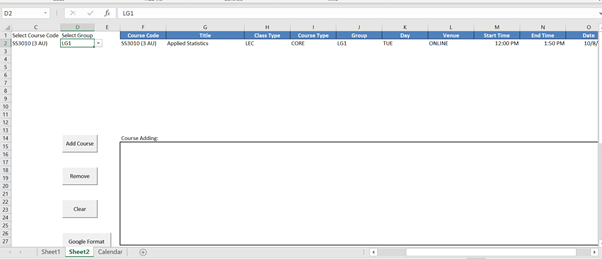 D2 fx LG1
C D E F G H I J K L M N O
1 Select Course Code Select Group Course Code Title Class Type Course Type Group Day Venue Start Time End Time Date
2 SS3010 (3 AU) LG1 SS3010 (3 AU) Applied Statistics LEC CORE LG1 TUE ONLINE 12:00 PM 1:50 PM 10/8/
3
4
5
6
7
8
9
10
11
12
13
14 Course Adding:
15 Add Course
16
17
18
19 Remove
20
21
22
23 Clear
24
25
26
27 Google Format
Sheet1 Sheet2 Calendar